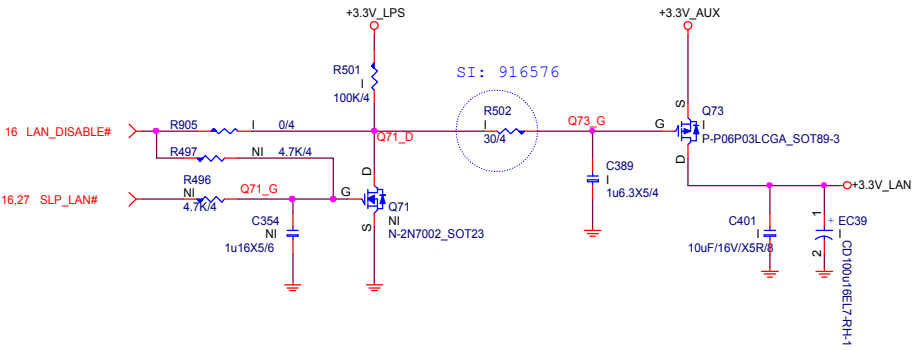 +3.3V_LPS
+3.3V_AUX
R501
I
100K/4
SI: 916576
R502
I
30/4
Q73_G
G
S
D
Q73
I
P-P06P03LCGA_SOT89-3
16 LAN_DISABLE#
R905
I
0/4
Q71_D
R497
NI
4.7K/4
16,27 SLP_LAN#
R496
NI
4.7K/4
Q71_G
G
D
S
Q71
NI
N-2N7002_SOT23
C354
NI
1u16X5/6
C389
I
1u6.3X5/4
+3.3V_LAN
C401
I
10uF/16V/X5R/8
1
2
+
EC39
I
CD100u16EL7-RH-1